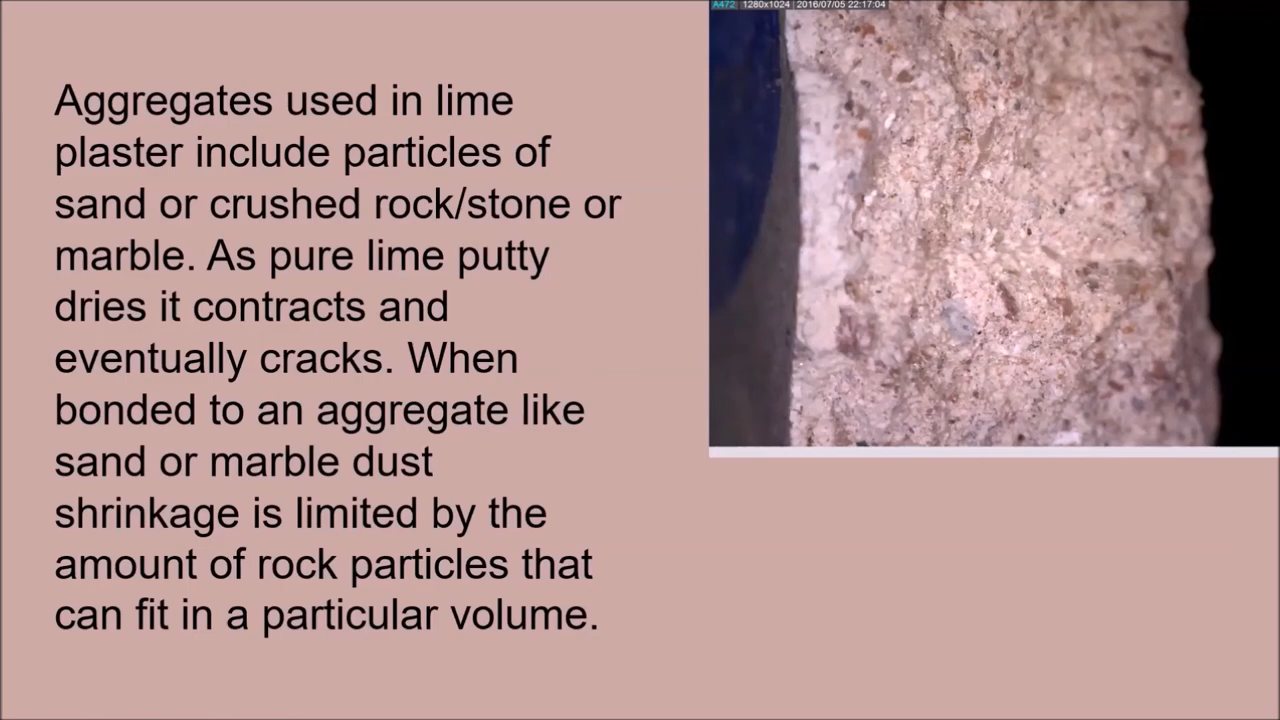 A472 1280x1024 2016/07/05 22:17:04
Aggregates used in lime
plaster include particles of
sand or crushed rock/stone or
marble. As pure lime putty
dries it contracts and
eventually cracks. When
bonded to an aggregate like
sand or marble dust
shrinkage is limited by the
amount of rock particles that
can fit in a particular volume.